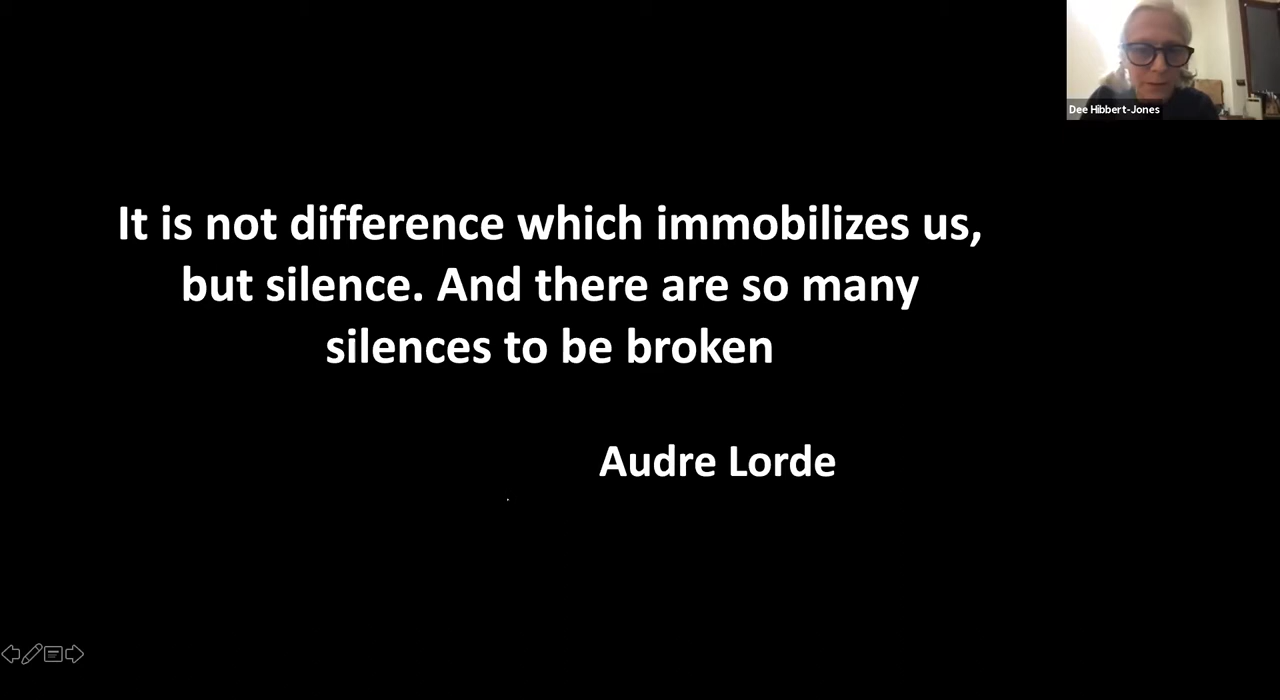 Dee Hibbert-Jones
It is not difference which immobilizes us,
but silence. And there are so many
silences to be broken
Audre Lorde